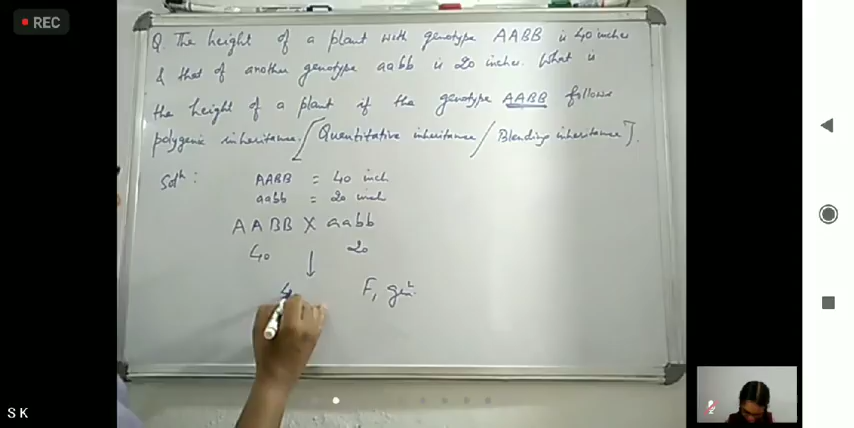 REC
Q. The height of a plant with genotype AABB is 40 inches
& that of another genotype aabb is 20 inches. What is
the height of a plant if the genotype AABB follows
polygenic inheritance. [Quantitative inheritance / Blending inheritance].
Solⁿ :
AABB = 40 inch
aabb = 20 inch
AABB X aabb
40 20
F₁ genⁿ.
S K